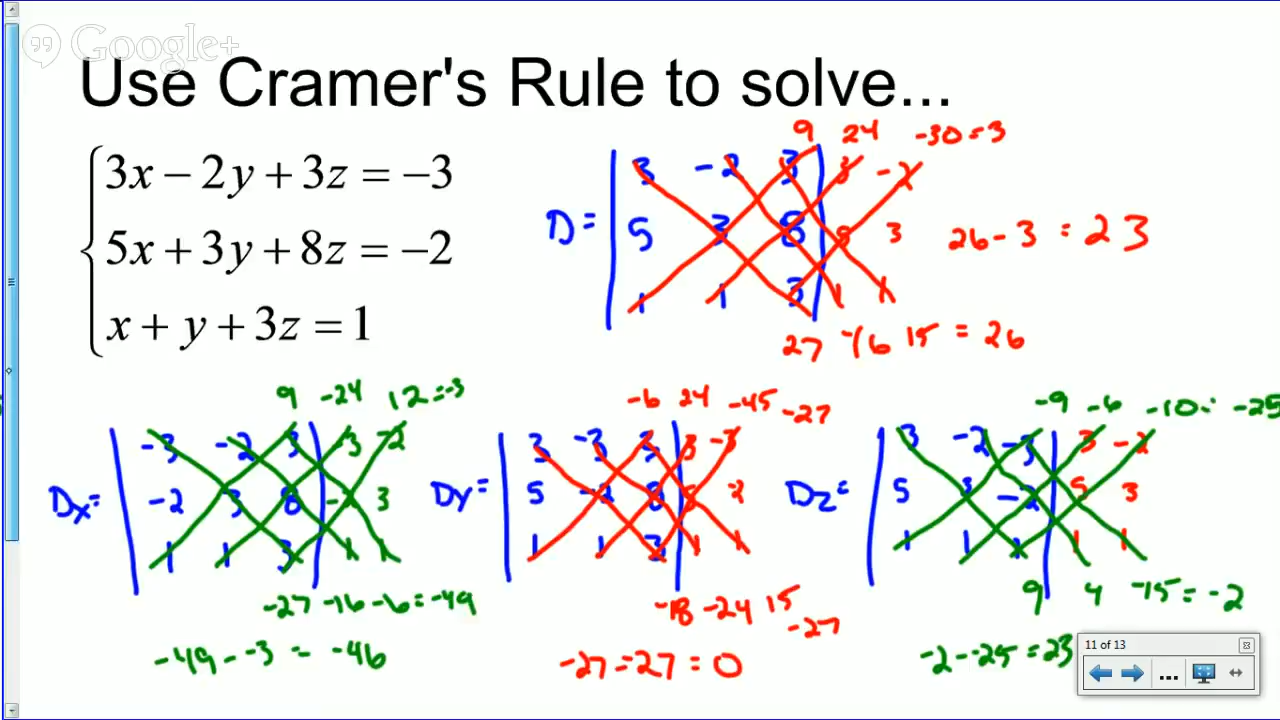 Google+
Use Cramer's Rule to solve...
3x − 2y + 3z = −3
5x + 3y + 8z = −2
x + y + 3z = 1
9 24 -30 = 3
D =
3 -2 3 3 -2
5 3 8 5 3
1 1 3 1 1
26 - 3 = 23
27 -16 15 = 26
9 -24 12 = -3
Dx =
-3 -2 3 -3 -2
-2 3 8 -2 3
1 1 3 1 1
-27 -16 -6 = -49
-49 - -3 = -46
-6 24 -45 -27
Dy =
3 -3 3 3 -3
5 -2 8 5 -2
1 1 3 1 1
-18 -24 15
-27
-27 - -27 = 0
-9 -6 -10 = -25
Dz =
3 -2 -3 3 -2
5 3 -2 5 3
1 1 1 1 1
9 4 -15 = -2
-2 - -25 = 23
11 of 13